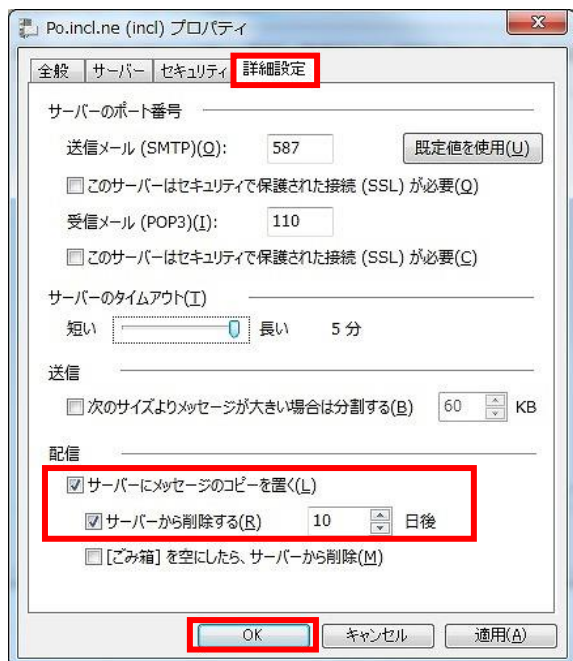 Po.incl.ne (incl) プロパティ
全般 サーバー セキュリティ 詳細設定
サーバーのポート番号
送信メール (SMTP)(O): 587 既定値を使用(U)
このサーバーはセキュリティで保護された接続 (SSL) が必要(Q)
受信メール (POP3)(I): 110
このサーバーはセキュリティで保護された接続 (SSL) が必要(C)
サーバーのタイムアウト(T)
短い 長い 5 分
送信
次のサイズよりメッセージが大きい場合は分割する(B) 60 KB
配信
サーバーにメッセージのコピーを置く(L)
サーバーから削除する(R) 10 日後
[ごみ箱] を空にしたら、サーバーから削除(M)
OK キャンセル 適用(A)